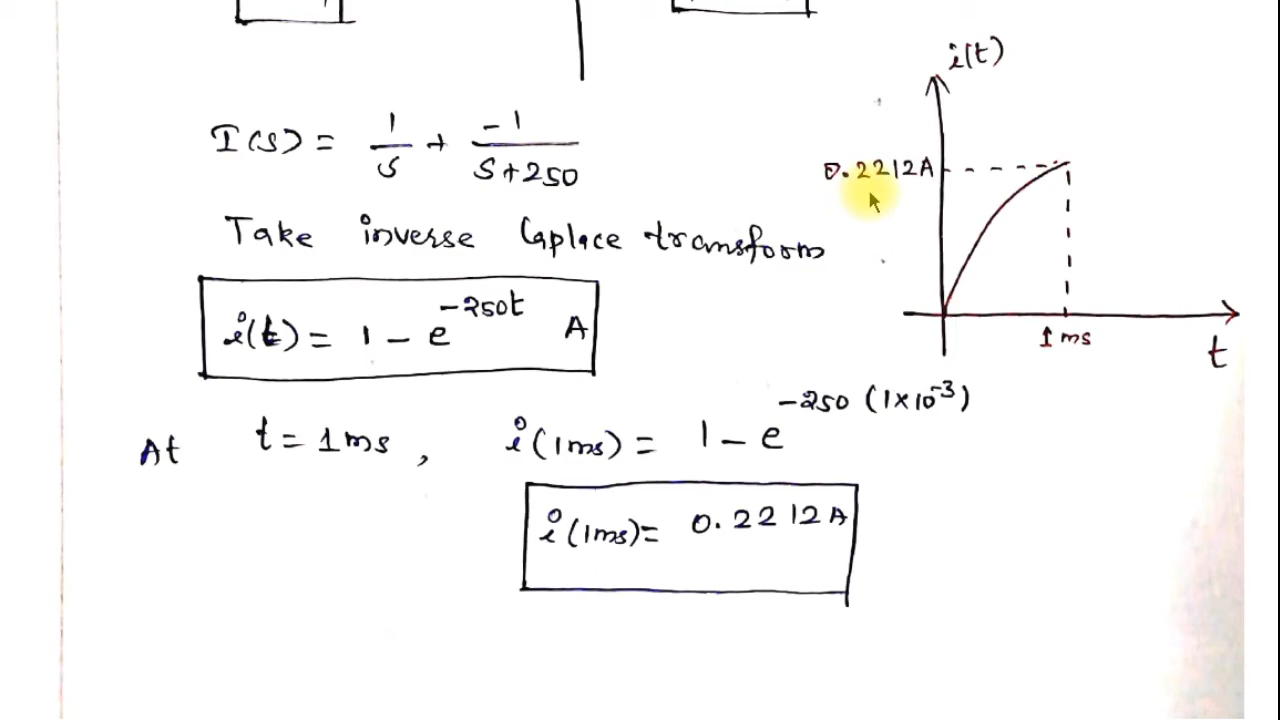 I(s) = 1/s + -1/s+250
Take inverse Laplace transform
i(t) = 1 - e^-250t A
At t = 1ms, i(1ms) = 1 - e^-250 (1×10^-3)
i(1ms) = 0.2212A
i(t)
0.2212A
1 ms
t